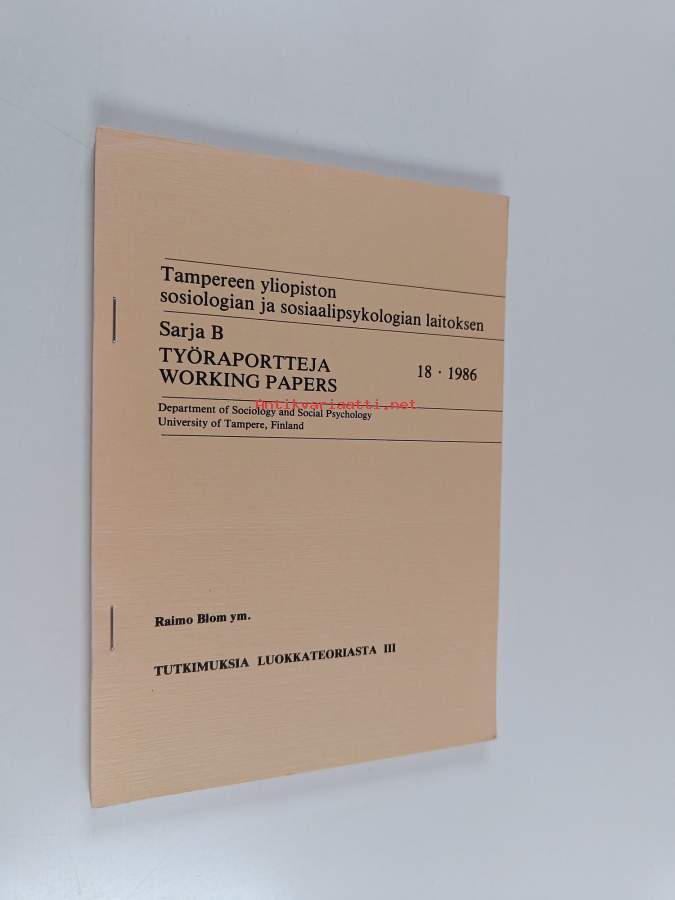 Tampereen yliopiston
sosiologian ja sosiaalipsykologian laitoksen
Sarja B
TYÖRAPORTTEJA 18 · 1986
WORKING PAPERS
Antikvariaatti.net
Department of Sociology and Social Psychology
University of Tampere, Finland
Raimo Blom ym.
TUTKIMUKSIA LUOKKATEORIASTA III